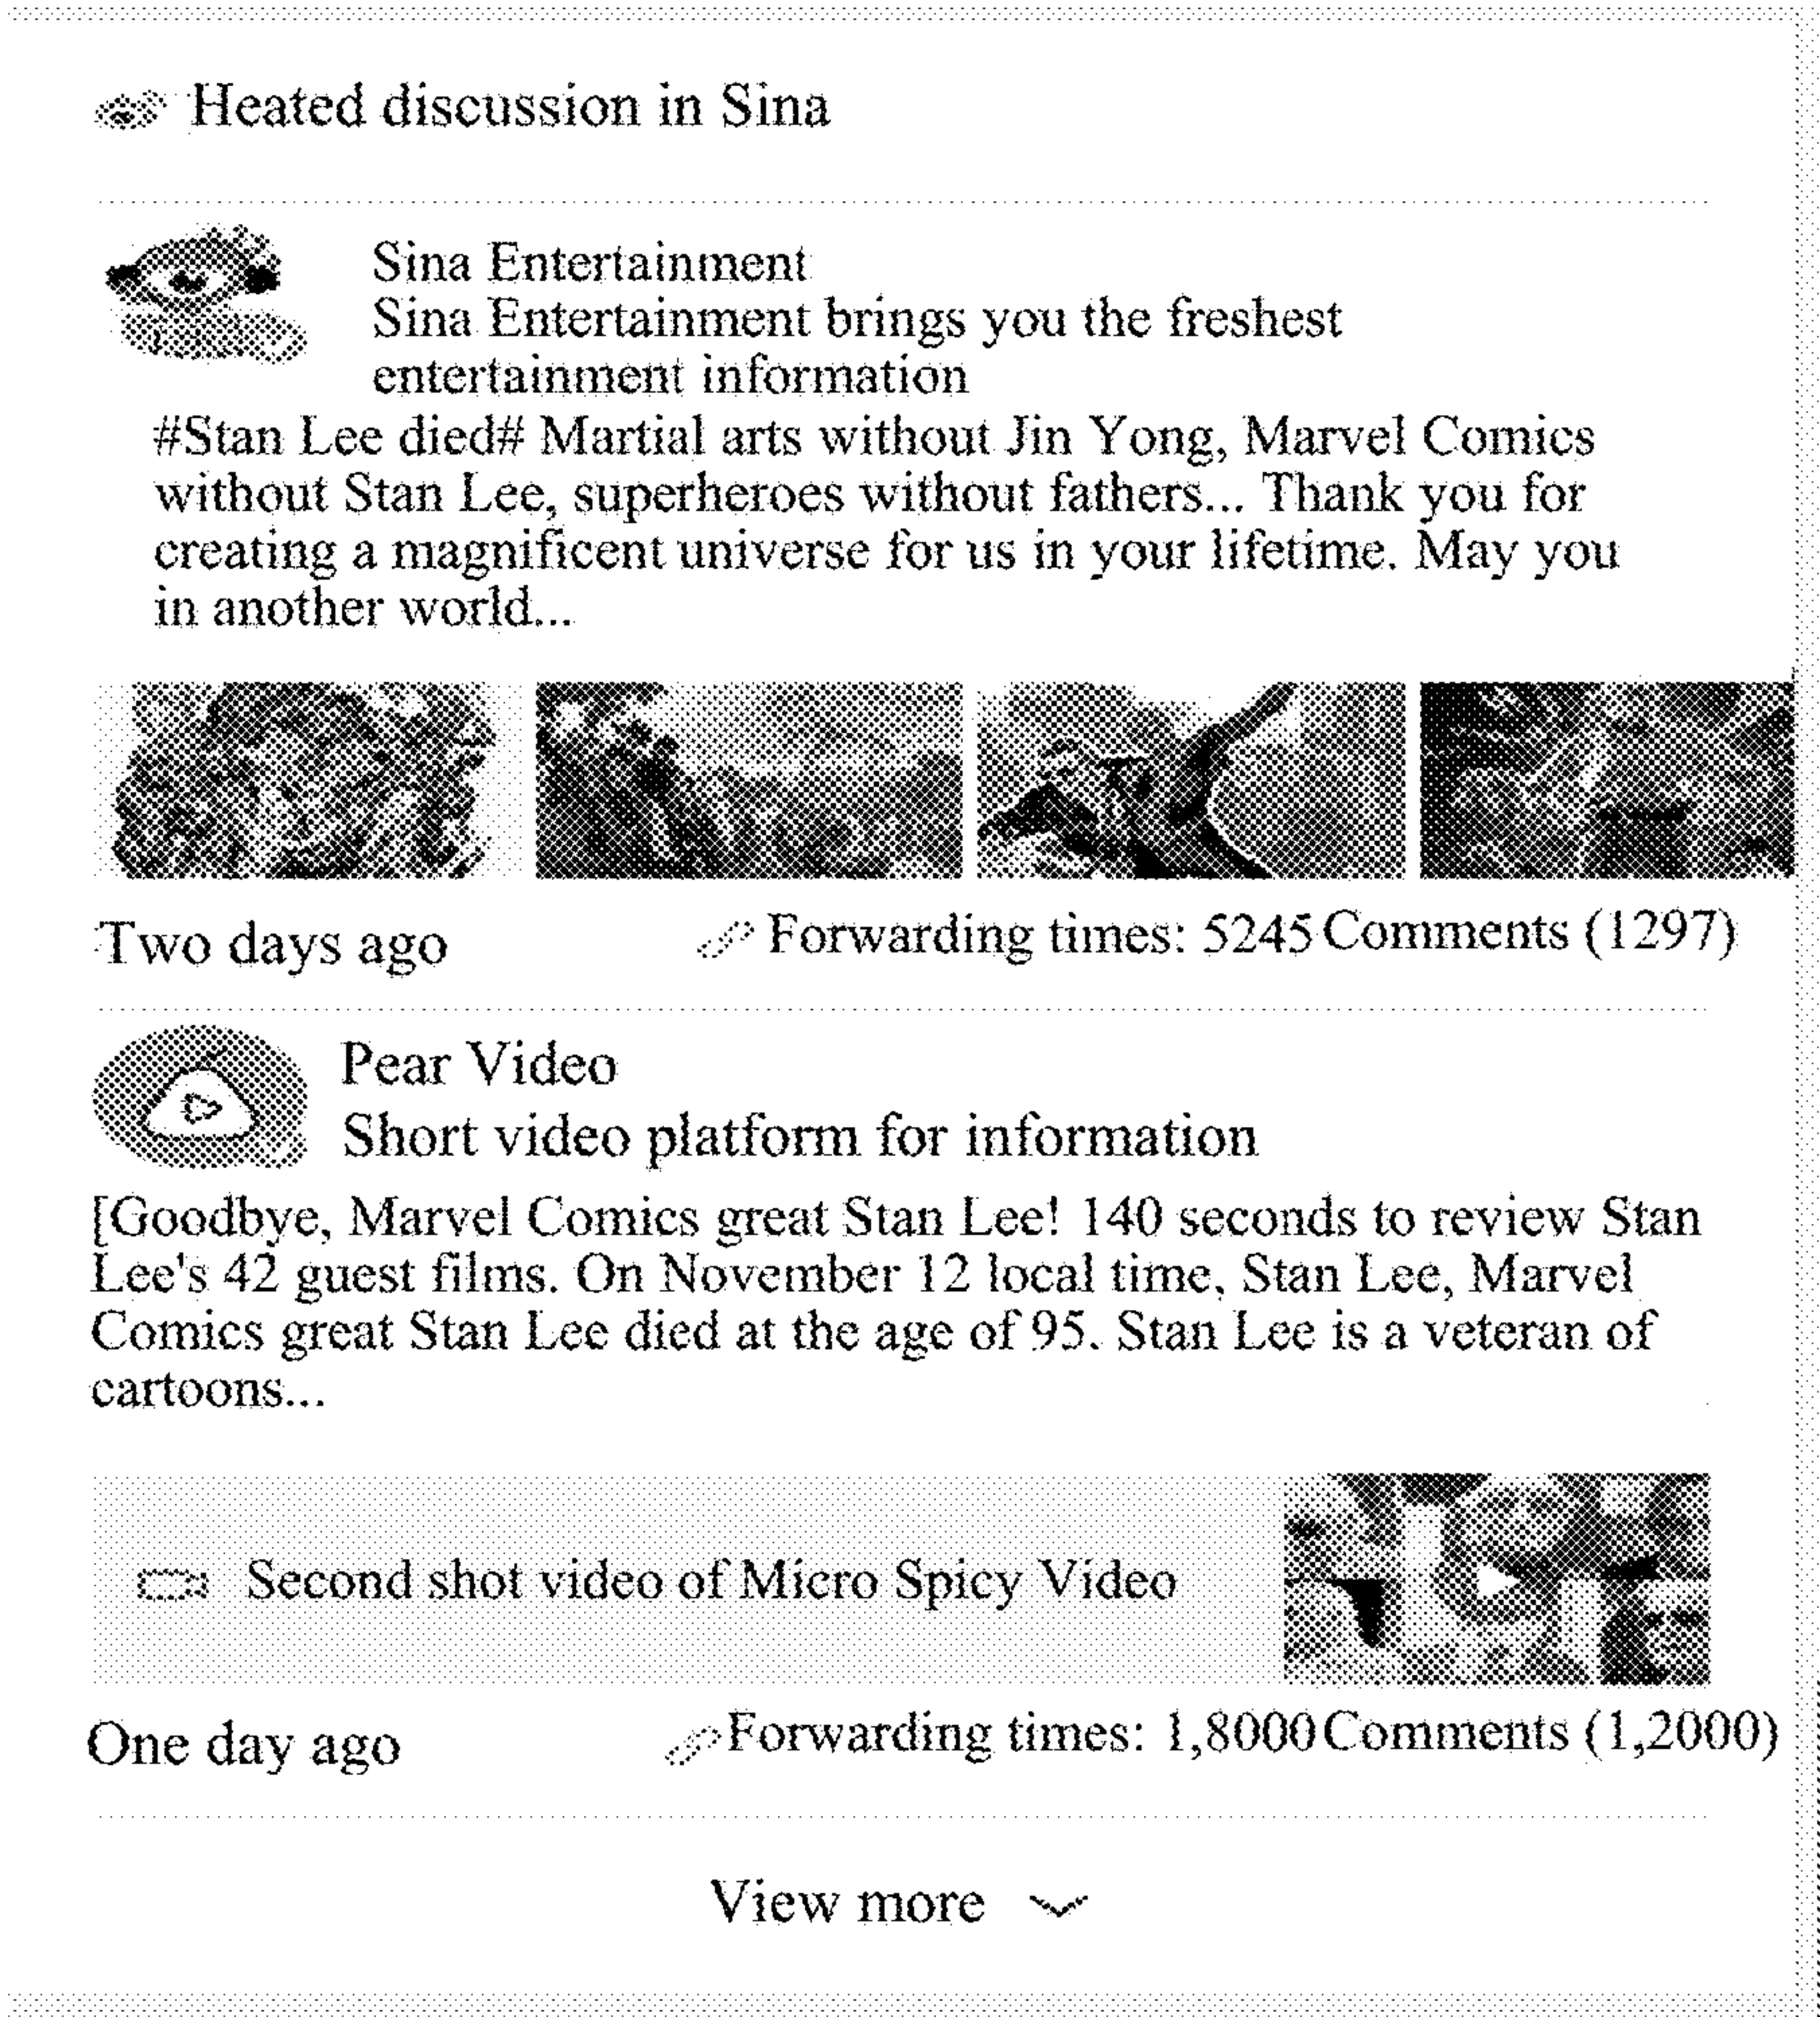 Heated discussion in Sina
Sina Entertainment
Sina Entertainment brings you the freshest
entertainment information
#Stan Lee died# Martial arts without Jin Yong, Marvel Comics
without Stan Lee, superheroes without fathers... Thank you for
creating a magnificent universe for us in your lifetime. May you
in another world...
Two days ago Forwarding times: 5245 Comments (1297)
Pear Video
Short video platform for information
[Goodbye, Marvel Comics great Stan Lee! 140 seconds to review Stan
Lee's 42 guest films. On November 12 local time, Stan Lee, Marvel
Comics great Stan Lee died at the age of 95. Stan Lee is a veteran of
cartoons...
Second shot video of Micro Spicy Video
One day ago Forwarding times: 1,8000 Comments (1,2000)
View more